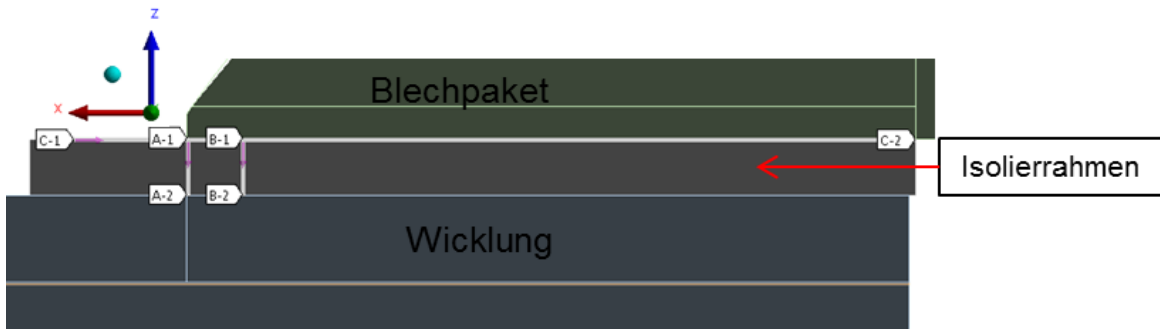 Z
Blechpaket
X
C-1
A-1
B-1
C-2
Isolierrahmen
A-2
B-2
Wicklung